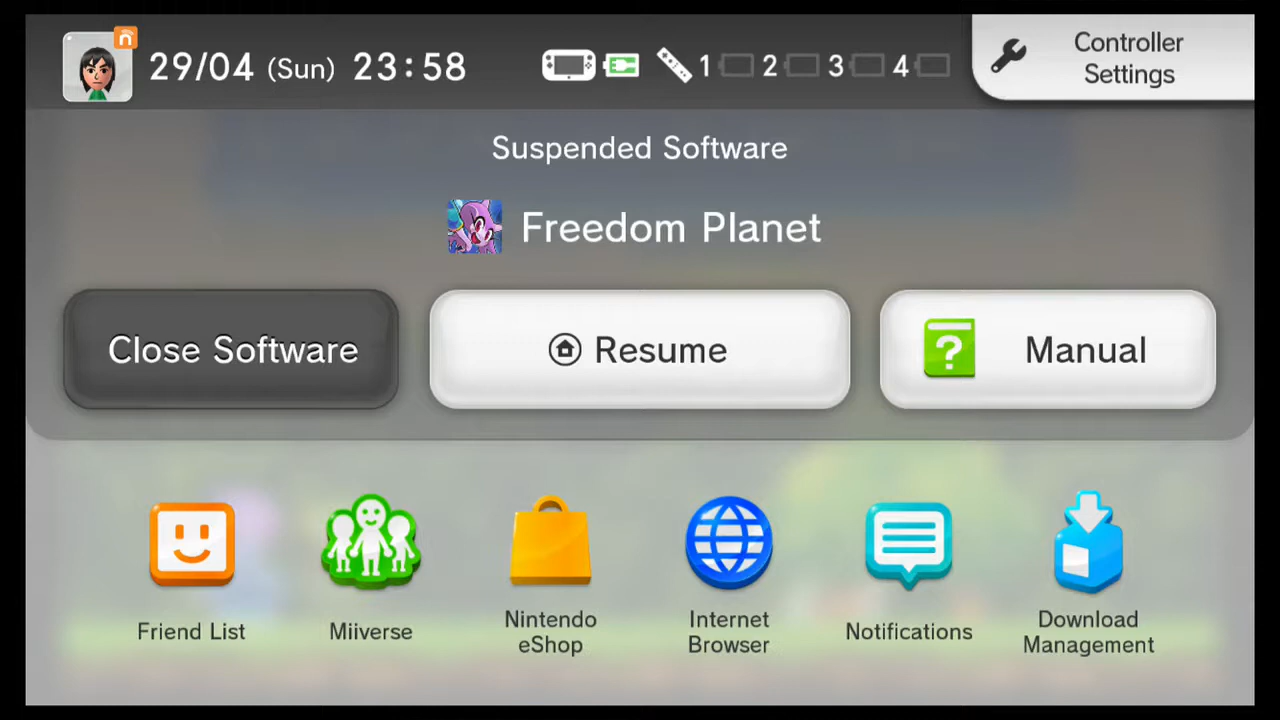 29/04 (Sun) 23:58
1 2 3 4
Controller
Settings
Suspended Software
Freedom Planet
Close Software
Resume
?
Manual
Friend List
Miiverse
Nintendo
eShop
Internet
Browser
Notifications
Download
Management